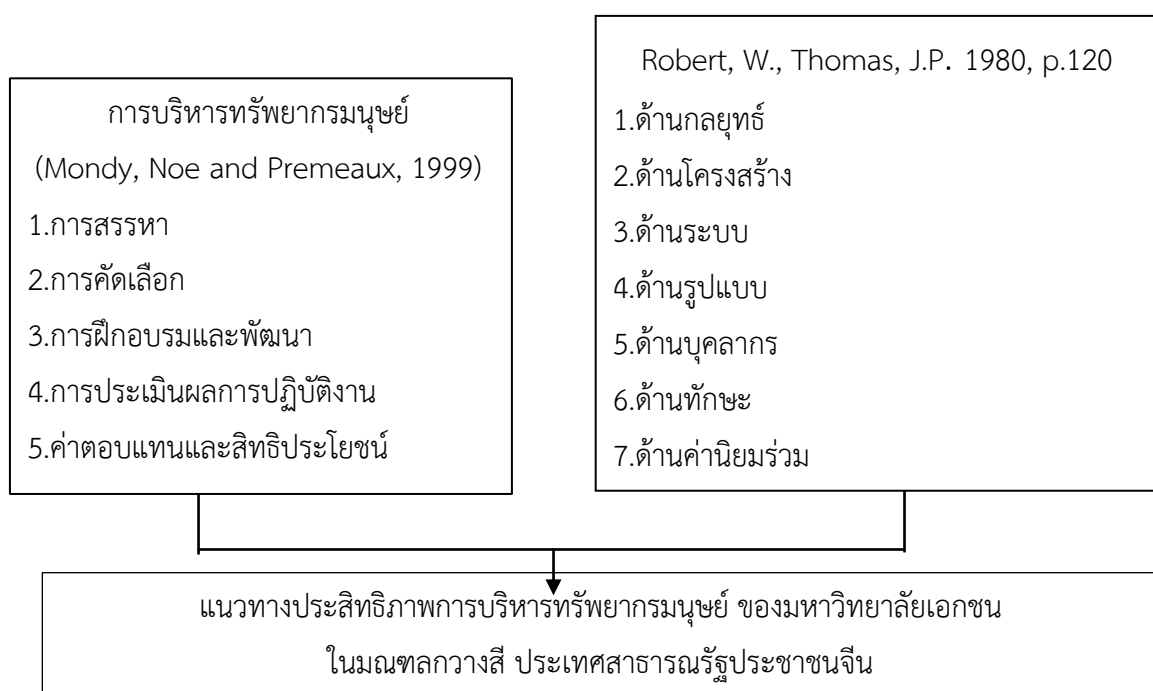 การบริหารทรัพยากรมนุษย์
(Mondy, Noe and Premeaux, 1999)
1.การสรรหา
2.การคัดเลือก
3.การฝึกอบรมและพัฒนา
4.การประเมินผลการปฏิบัติงาน
5.ค่าตอบแทนและสิทธิประโยชน์
Robert, W., Thomas, J.P. 1980, p.120
1.ด้านกลยุทธ์
2.ด้านโครงสร้าง
3.ด้านระบบ
4.ด้านรูปแบบ
5.ด้านบุคลากร
6.ด้านทักษะ
7.ด้านค่านิยมร่วม
แนวทางประสิทธิภาพการบริหารทรัพยากรมนุษย์ ของมหาวิทยาลัยเอกชน
ในมณฑลกวางสี ประเทศสาธารณรัฐประชาชนจีน